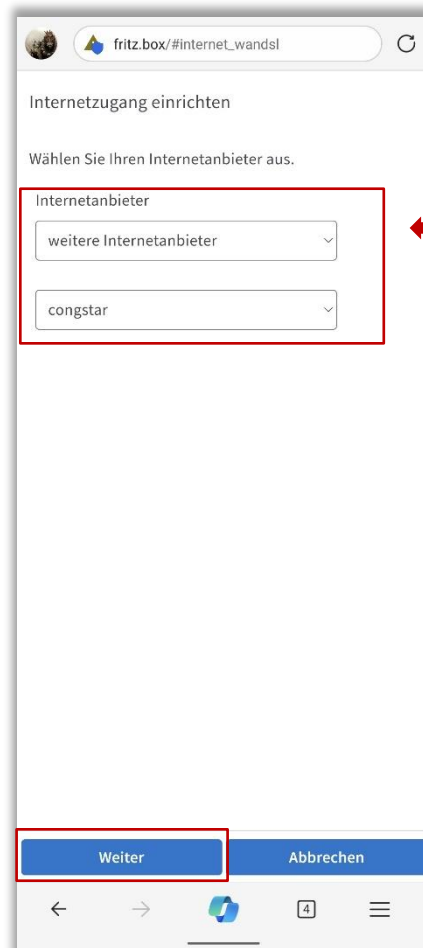 fritz.box/#internet_wandsl
Internetzugang einrichten
Wählen Sie Ihren Internetanbieter aus.
Internetanbieter
weitere Internetanbieter
congstar
Weiter Abbrechen
4